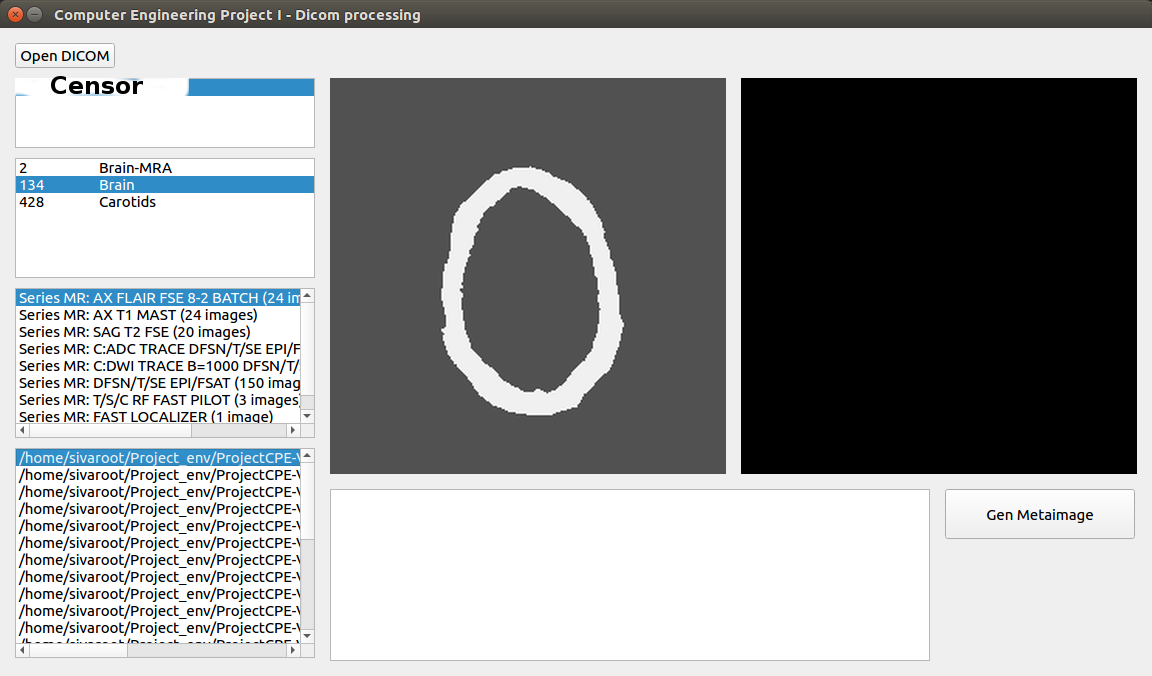 Computer Engineering Project I - Dicom processing
Open DICOM
Censor
2 Brain-MRA
134 Brain
428 Carotids
Series MR: AX FLAIR FSE 8-2 BATCH (24 im
Series MR: AX T1 MAST (24 images)
Series MR: SAG T2 FSE (20 images)
Series MR: C:ADC TRACE DFSN/T/SE EPI/F
Series MR: C:DWI TRACE B=1000 DFSN/T/
Series MR: DFSN/T/SE EPI/FSAT (150 imag
Series MR: T/S/C RF FAST PILOT (3 images
Series MR: FAST LOCALIZER (1 image)
/home/sivaroot/Project_env/ProjectCPE-V
/home/sivaroot/Project_env/ProjectCPE-V
/home/sivaroot/Project_env/ProjectCPE-V
/home/sivaroot/Project_env/ProjectCPE-V
/home/sivaroot/Project_env/ProjectCPE-V
/home/sivaroot/Project_env/ProjectCPE-V
/home/sivaroot/Project_env/ProjectCPE-V
/home/sivaroot/Project_env/ProjectCPE-V
/home/sivaroot/Project_env/ProjectCPE-V
/home/sivaroot/Project_env/ProjectCPE-V
/home/sivaroot/Project_env/ProjectCPE-V
Gen Metaimage